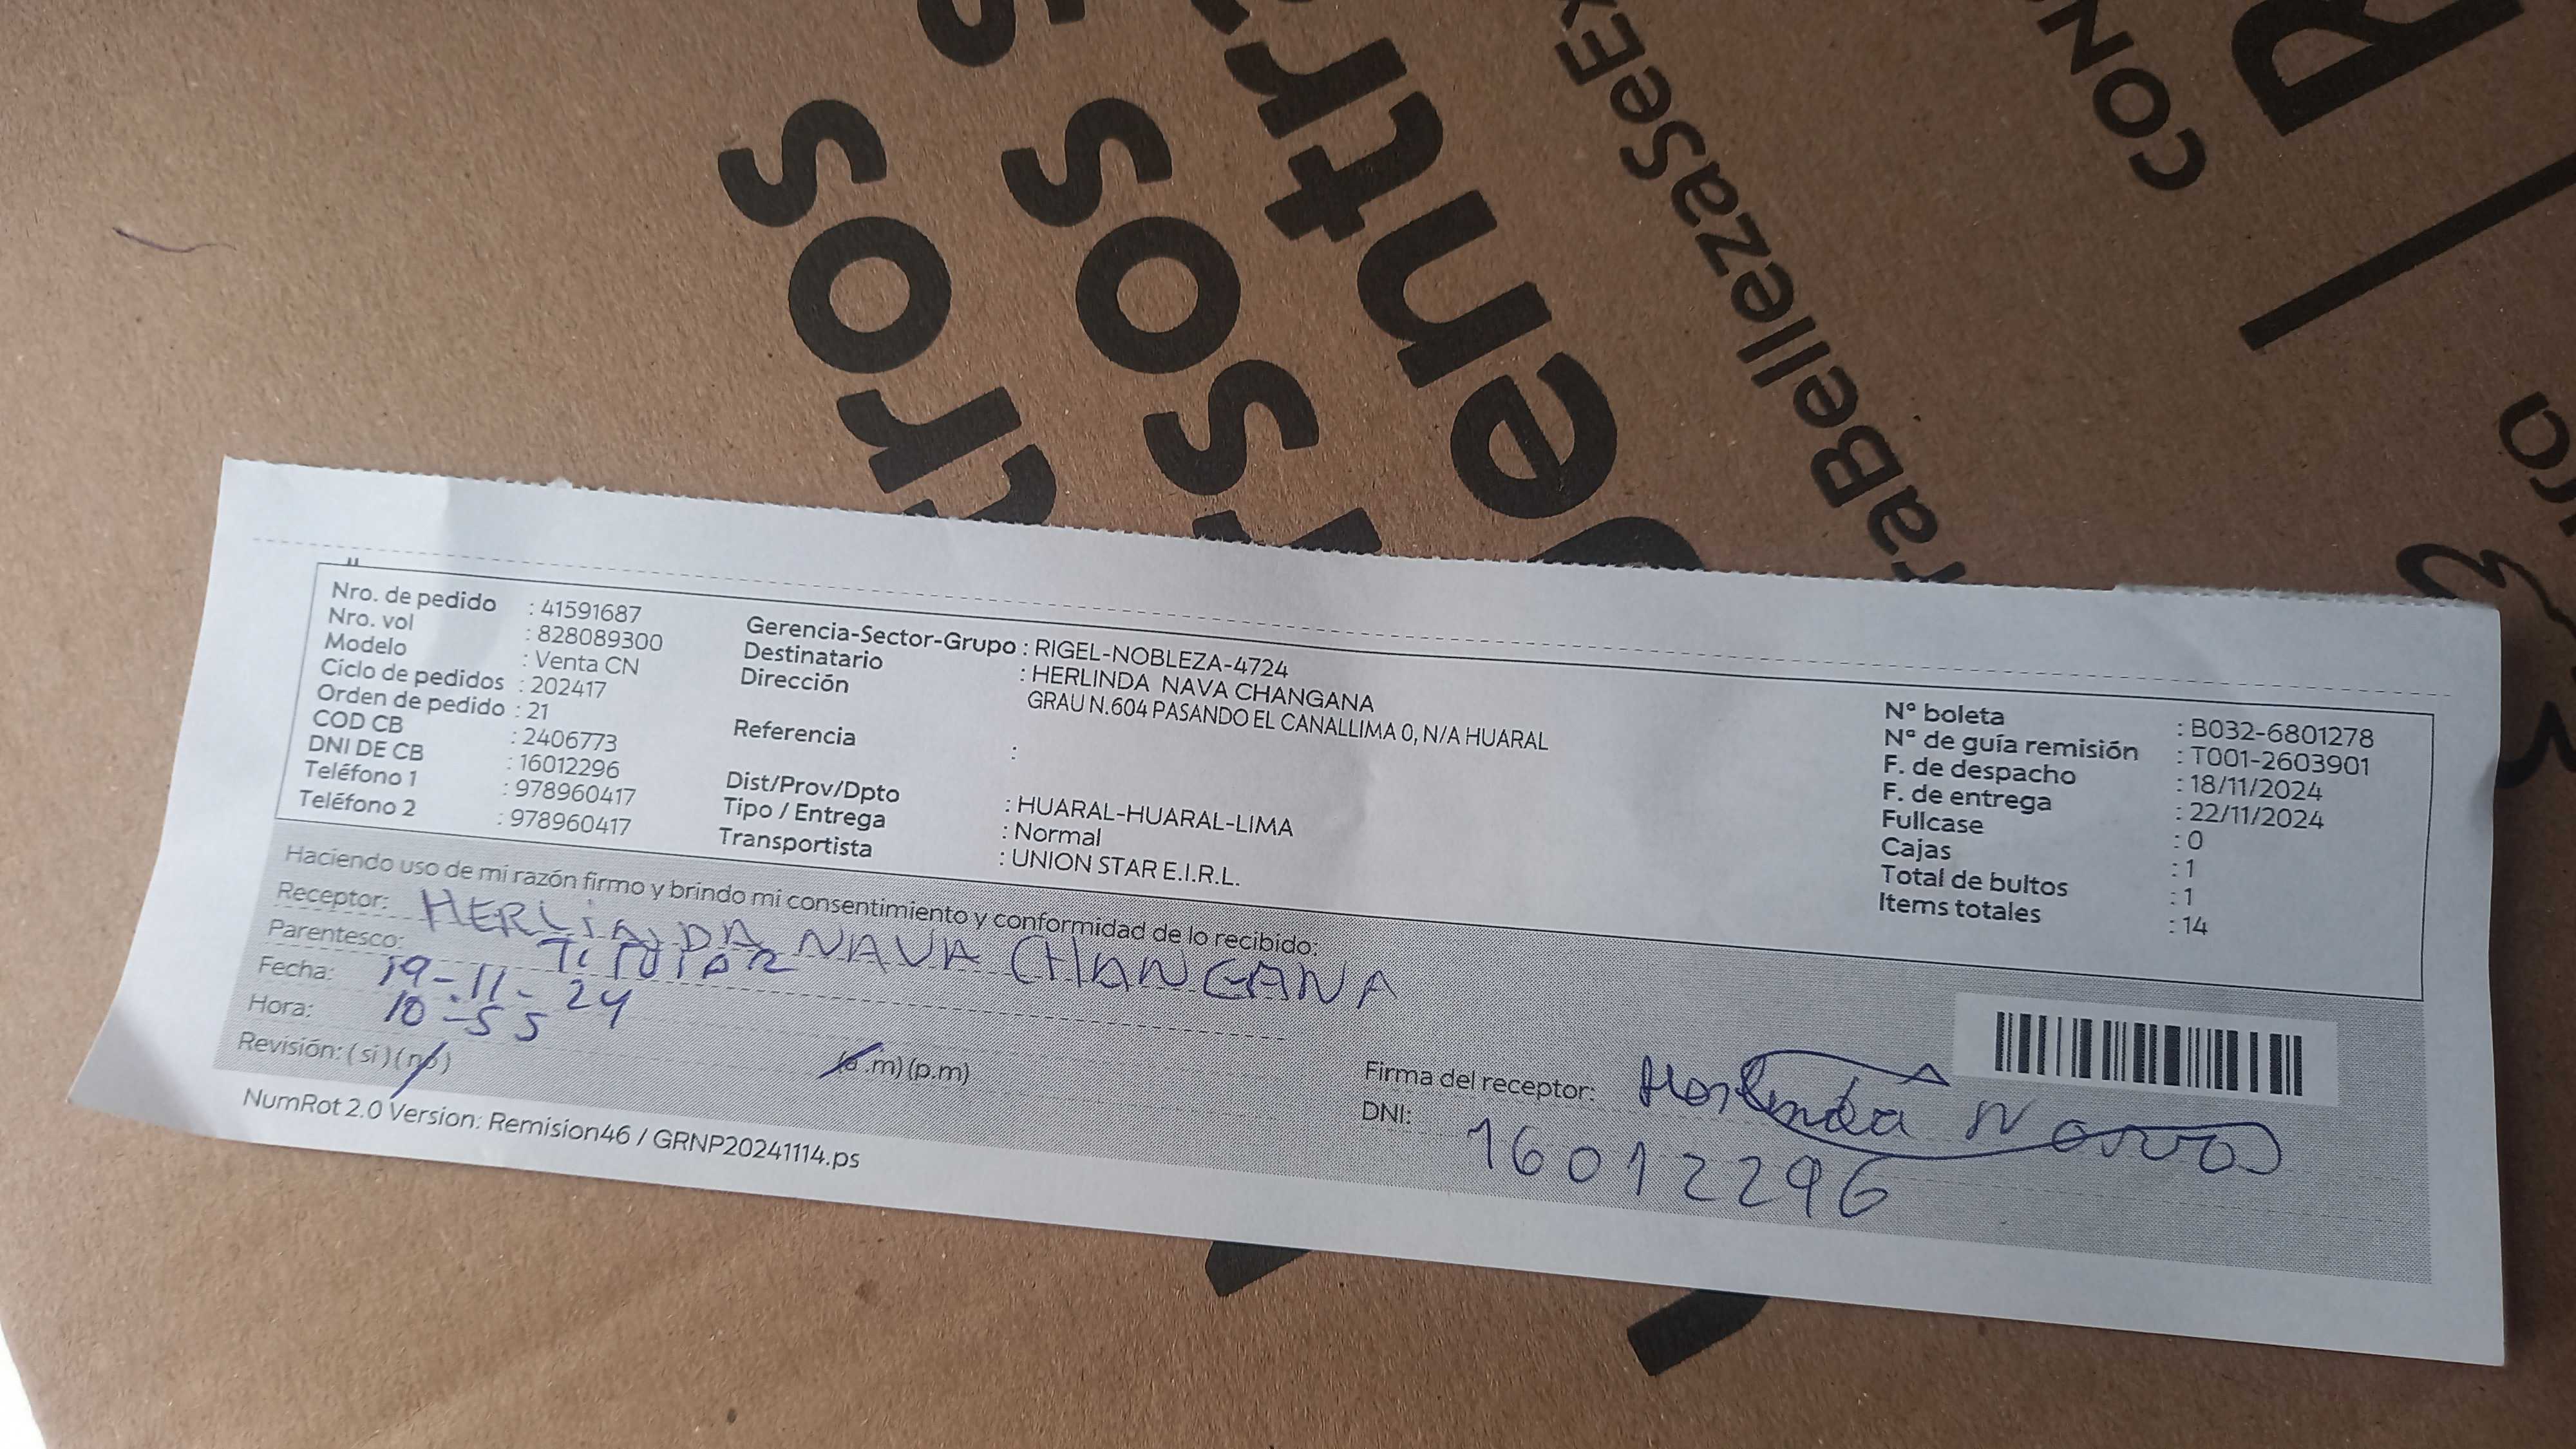 Nro. de pedido : 41591687
Nro. vol : 828089300
Modelo : Venta CN
Ciclo de pedidos : 202417
Orden de pedido : 21
COD CB : 2406773
DNI DE CB : 16012296
Teléfono 1 : 978960417
Teléfono 2 : 978960417
Gerencia-Sector-Grupo : RIGEL-NOBLEZA-4724
Destinatario : HERLINDA NAVA CHANGANA
Dirección GRAU N.604 PASANDO EL CANALLIMA 0, N/A HUARAL
Referencia :
Dist/Prov/Dpto : HUARAL-HUARAL-LIMA
Tipo / Entrega : Normal
Transportista : UNION STAR E.I.R.L.
N° boleta : B032-6801278
N° de guía remisión : T001-2603901
F. de despacho : 18/11/2024
F. de entrega : 22/11/2024
Fullcase : 0
Cajas : 1
Total de bultos : 1
Items totales : 14
Haciendo uso de mi razón firmo y brindo mi consentimiento y conformidad de lo recibido:
Receptor: HERLINDA NAVA CHANGANA
Parentesco: TITULAR
Fecha: 19-11-24
Hora: 10-55 (a.m) (p.m)
Revisión: (si) (no)
Firma del receptor: Herlinda Nava
DNI: 16012296
NumRot 2.0 Version: Remision46 / GRNP20241114.ps